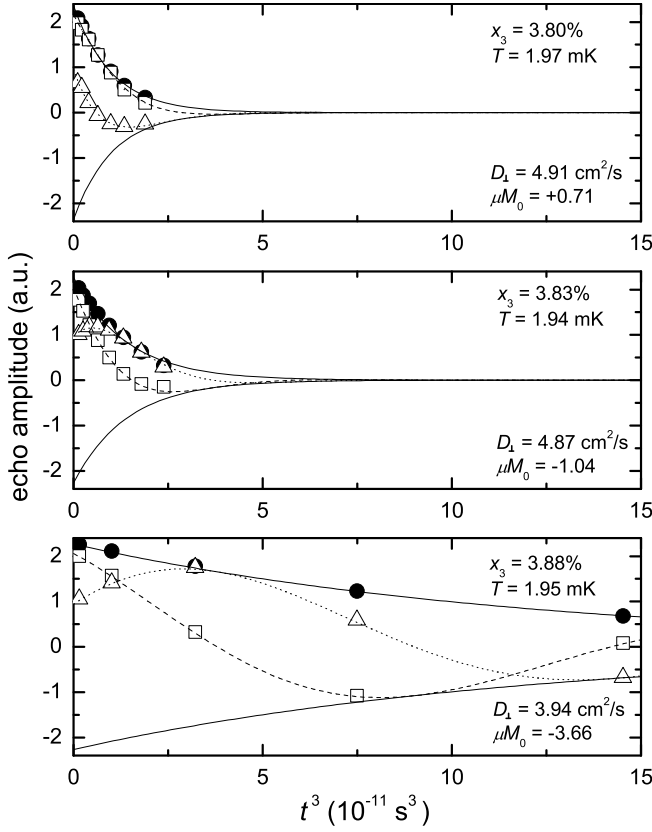 echo amplitude (a.u.)
2
1
0
-1
-2
x₃ = 3.80%
T = 1.97 mK
D⊥ = 4.91 cm²/s
μM₀ = +0.71
0 5 10 15
2
1
0
-1
-2
x₃ = 3.83%
T = 1.94 mK
D⊥ = 4.87 cm²/s
μM₀ = -1.04
0 5 10 15
2
1
0
-1
-2
x₃ = 3.88%
T = 1.95 mK
D⊥ = 3.94 cm²/s
μM₀ = -3.66
0 5 10 15
t³ (10⁻¹¹ s³)